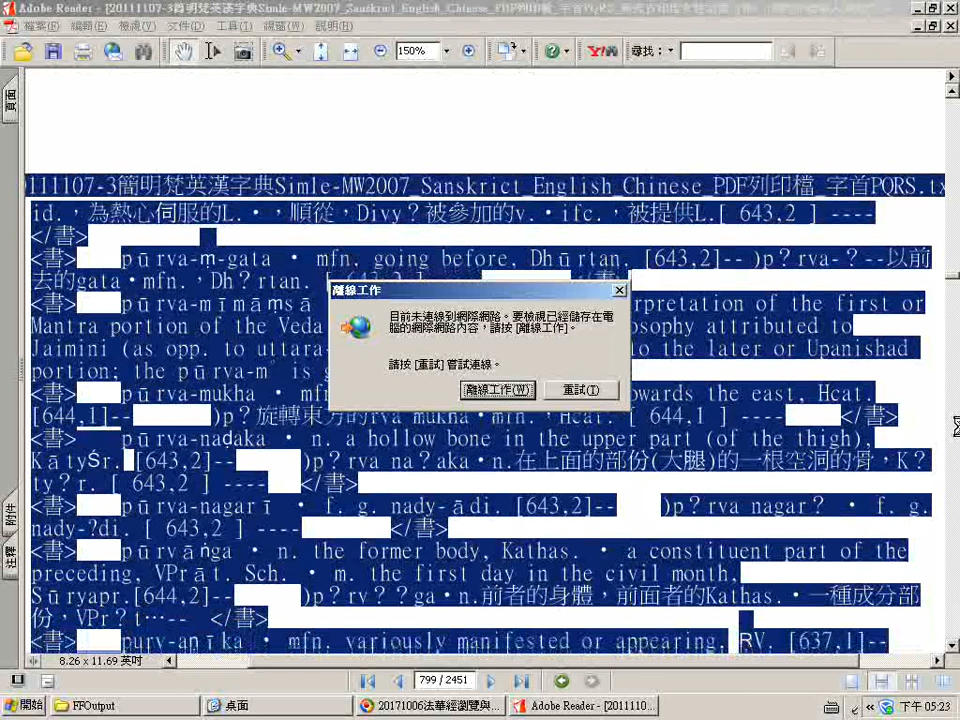 Adobe Reader - [20111107-3簡明梵英漢字典Simle-MW2007_Sanskrict_English_Chinese_PDF列印檔_字首PQRS
檔案(F) 編輯(E) 檢視(V) 文件(D) 工具(T) 視窗(W) 說明(H)
150% Y! 尋找：
頁面
附件
註釋
111107-3簡明梵英漢字典Simle-MW2007_Sanskrict_English_Chinese_PDF列印檔_字首PQRS.tx
id.，為熱心伺服的L.‧，順從，Divy？被參加的v.‧ifc.，被提供L.[ 643,2 ] ----
</書>
<書> pūrva-ṃ-gata ‧ mfn. going before, Dhūrtan. [643,2]-- )p？rva-？--以前
去的gata‧mfn.，Dh？rtan. [ 643,2 ] ---- </書>
<書> pūrva-mīmāṃsā rpretation of the first or
Mantra portion of the Veda osophy attributed to
Jaimini (as opp. to uttara- to the later or Upanishad
portion; the pūrva-m° is g
<書> pūrva-mukha ‧ mfn owards the east, Hcat.
[644,1]-- )p？旋轉東方的rva mukha‧mfn.，Hcat. [ 644,1 ] ---- </書>
<書> pūrva-naḍaka ‧ n. a hollow bone in the upper part (of the thigh),
KātyŚr. [643,2]-- )p？rva na？aka‧n.在上面的部份(大腿)的一根空洞的骨，K？
ty？r. [ 643,2 ] ---- </書>
<書> pūrva-nagarī ‧ f. g. nady-ādi. [643,2]-- )p？rva nagar？ ‧ f. g.
nady-?di. [ 643,2 ] ---- </書>
<書> pūrvāṅga ‧ n. the former body, Kathas. ‧ a constituent part of the
preceding, VPrāt. Sch. ‧ m. the first day in the civil month,
Sūryapr.[644,2]-- )p？rv？？ga‧n.前者的身體，前面者的Kathas.‧一種成分部
份，VPr？t…-- </書>
<書> purv-aṇīka ‧ mfn. variously manifested or appearing, RV. [637,1]--
離線工作
目前未連線到網際網路。要檢視已經儲存在電
腦的網際網路內容，請按 [離線工作]。
請按 [重試] 嘗試連線。
離線工作(W) 重試(T)
8.26 x 11.69 英吋
799 / 2451
開始 FFOutput 桌面 20171006法華經瀏覽與... Adobe Reader - [2011110... 下午 05:23